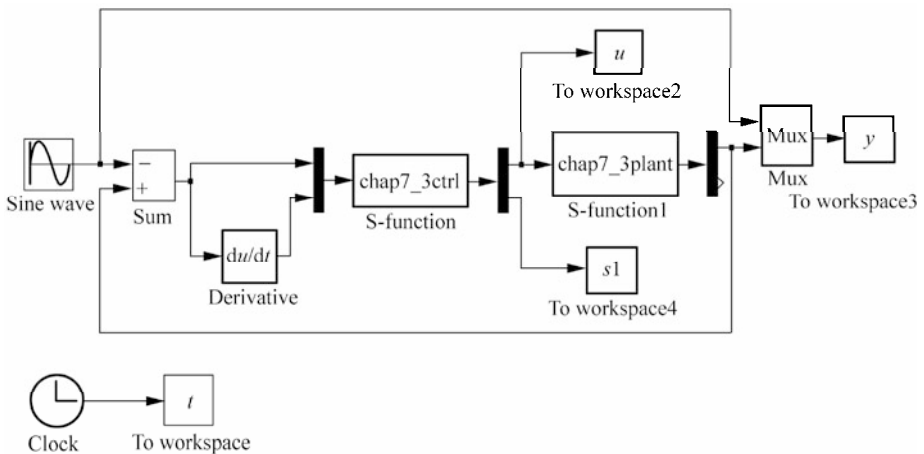 u
To workspace2
Sine wave
−
+
Sum
du/dt
Derivative
chap7_3ctrl
S-function
chap7_3plant
S-function1
s1
To workspace4
Mux
Mux
y
To workspace3
Clock
t
To workspace